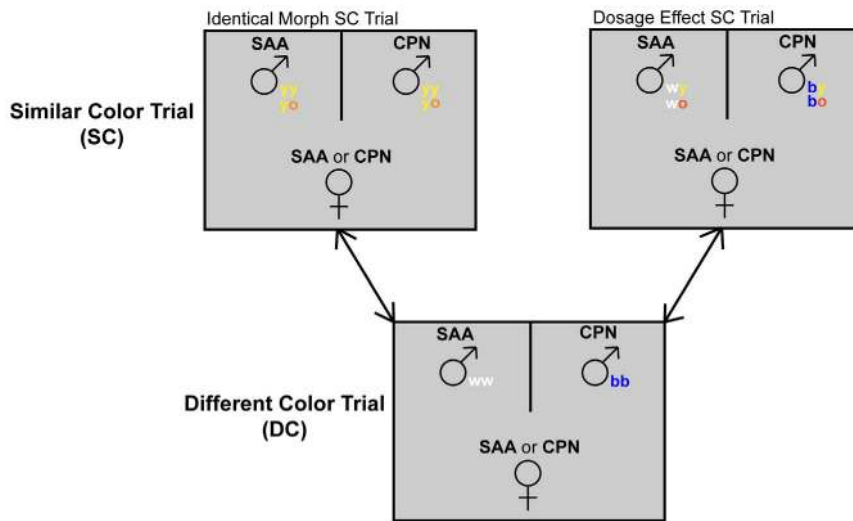 Identical Morph SC Trial
SAA
CPN
yy
yo
yy
yo
SAA or CPN
Similar Color Trial
(SC)
Dosage Effect SC Trial
SAA
CPN
wy
wo
by
bo
SAA or CPN
Different Color Trial
(DC)
SAA
CPN
ww
bb
SAA or CPN